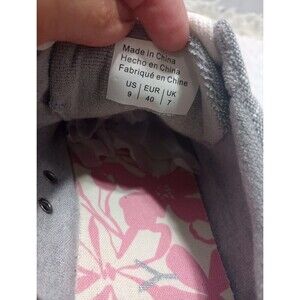 Made in China
Hecho en China
Fabriqué en Chine
US EUR UK
9 40 7